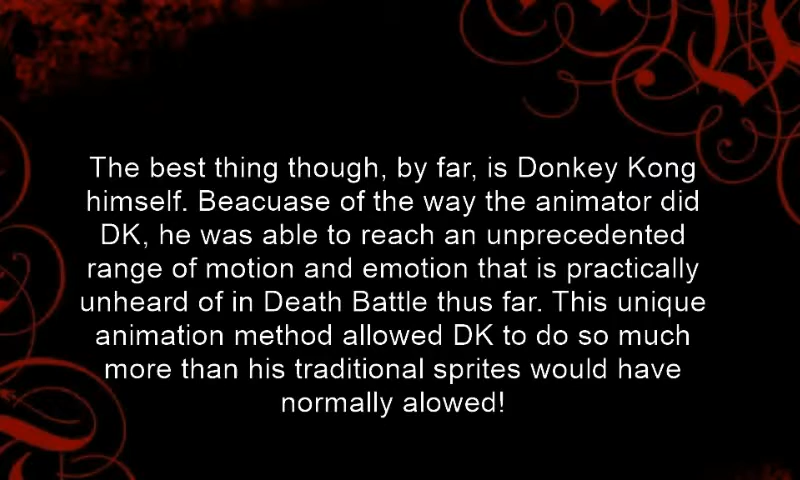 The best thing though, by far, is Donkey Kong
himself. Beacuase of the way the animator did
DK, he was able to reach an unprecedented
range of motion and emotion that is practically
unheard of in Death Battle thus far. This unique
animation method allowed DK to do so much
more than his traditional sprites would have
normally alowed!